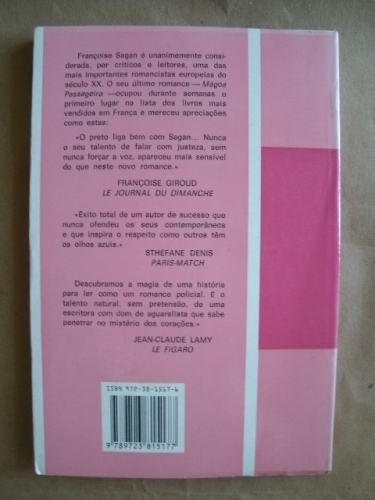 Françoise Sagan é unanimemente consi-
derada, por críticos e leitores, uma das
mais importantes romancistas europeias do
século XX. O seu último romance — Mágoa
Passageira — ocupou durante semanas o
primeiro lugar na lista dos livros mais
vendidos em França e mereceu apreciações
como estas:
«O preto liga bem com Sagan... Nunca
o seu talento de falar com justeza, sem
nunca forçar a voz, apareceu mais sensível
do que neste novo romance.»
FRANÇOISE GIROUD
LE JOURNAL DU DIMANCHE
«Êxito total de um autor de sucesso que
nunca ofendeu os seus contemporâneos
e que inspira o respeito como outros têm
os olhos azuis.»
STHEFANE DENIS
PARIS-MATCH
Descubramos a magia de uma história
para ler como um romance policial. E o
talento natural, sem pretensão, de uma
escritora com dom de aguarelista que sabe
penetrar no mistério dos corações.»
JEAN-CLAUDE LAMY
LE FIGARO
ISBN 972-38-1517-6
9 789723 815177